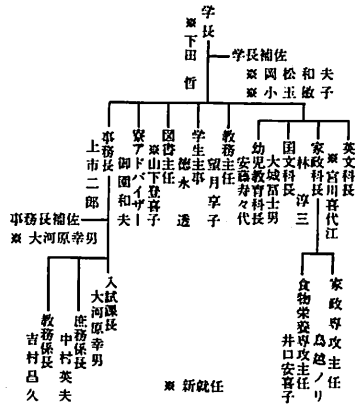 学長
※下田哲
学長補佐
※岡松和夫
※小玉敏子
英文科長
※宮川喜代江
家政科長
林淳三
国文科長
大城冨士男
幼児教育科長
安藤寿々代
教務主任
望月享子
学生主事
徳永透
図書主任
※山下登喜子
寮アドバイザー
御園和夫
事務長
上市二郎
家政専攻主任
鳥越ノリ
食物栄養専攻主任
井口安喜子
事務長補佐
※大河原幸男
入試課長
大河原幸男
庶務係長
中村英夫
教務係長
吉村昌久
※新就任